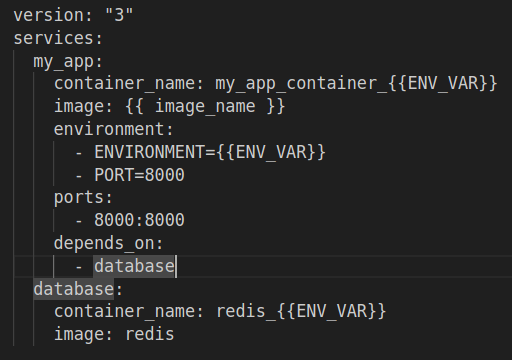 version: "3"
services:
  my_app:
    container_name: my_app_container_{{ENV_VAR}}
    image: {{ image_name }}
    environment:
      - ENVIRONMENT={{ENV_VAR}}
      - PORT=8000
    ports:
      - 8000:8000
    depends_on:
      - database
  database:
    container_name: redis_{{ENV_VAR}}
    image: redis